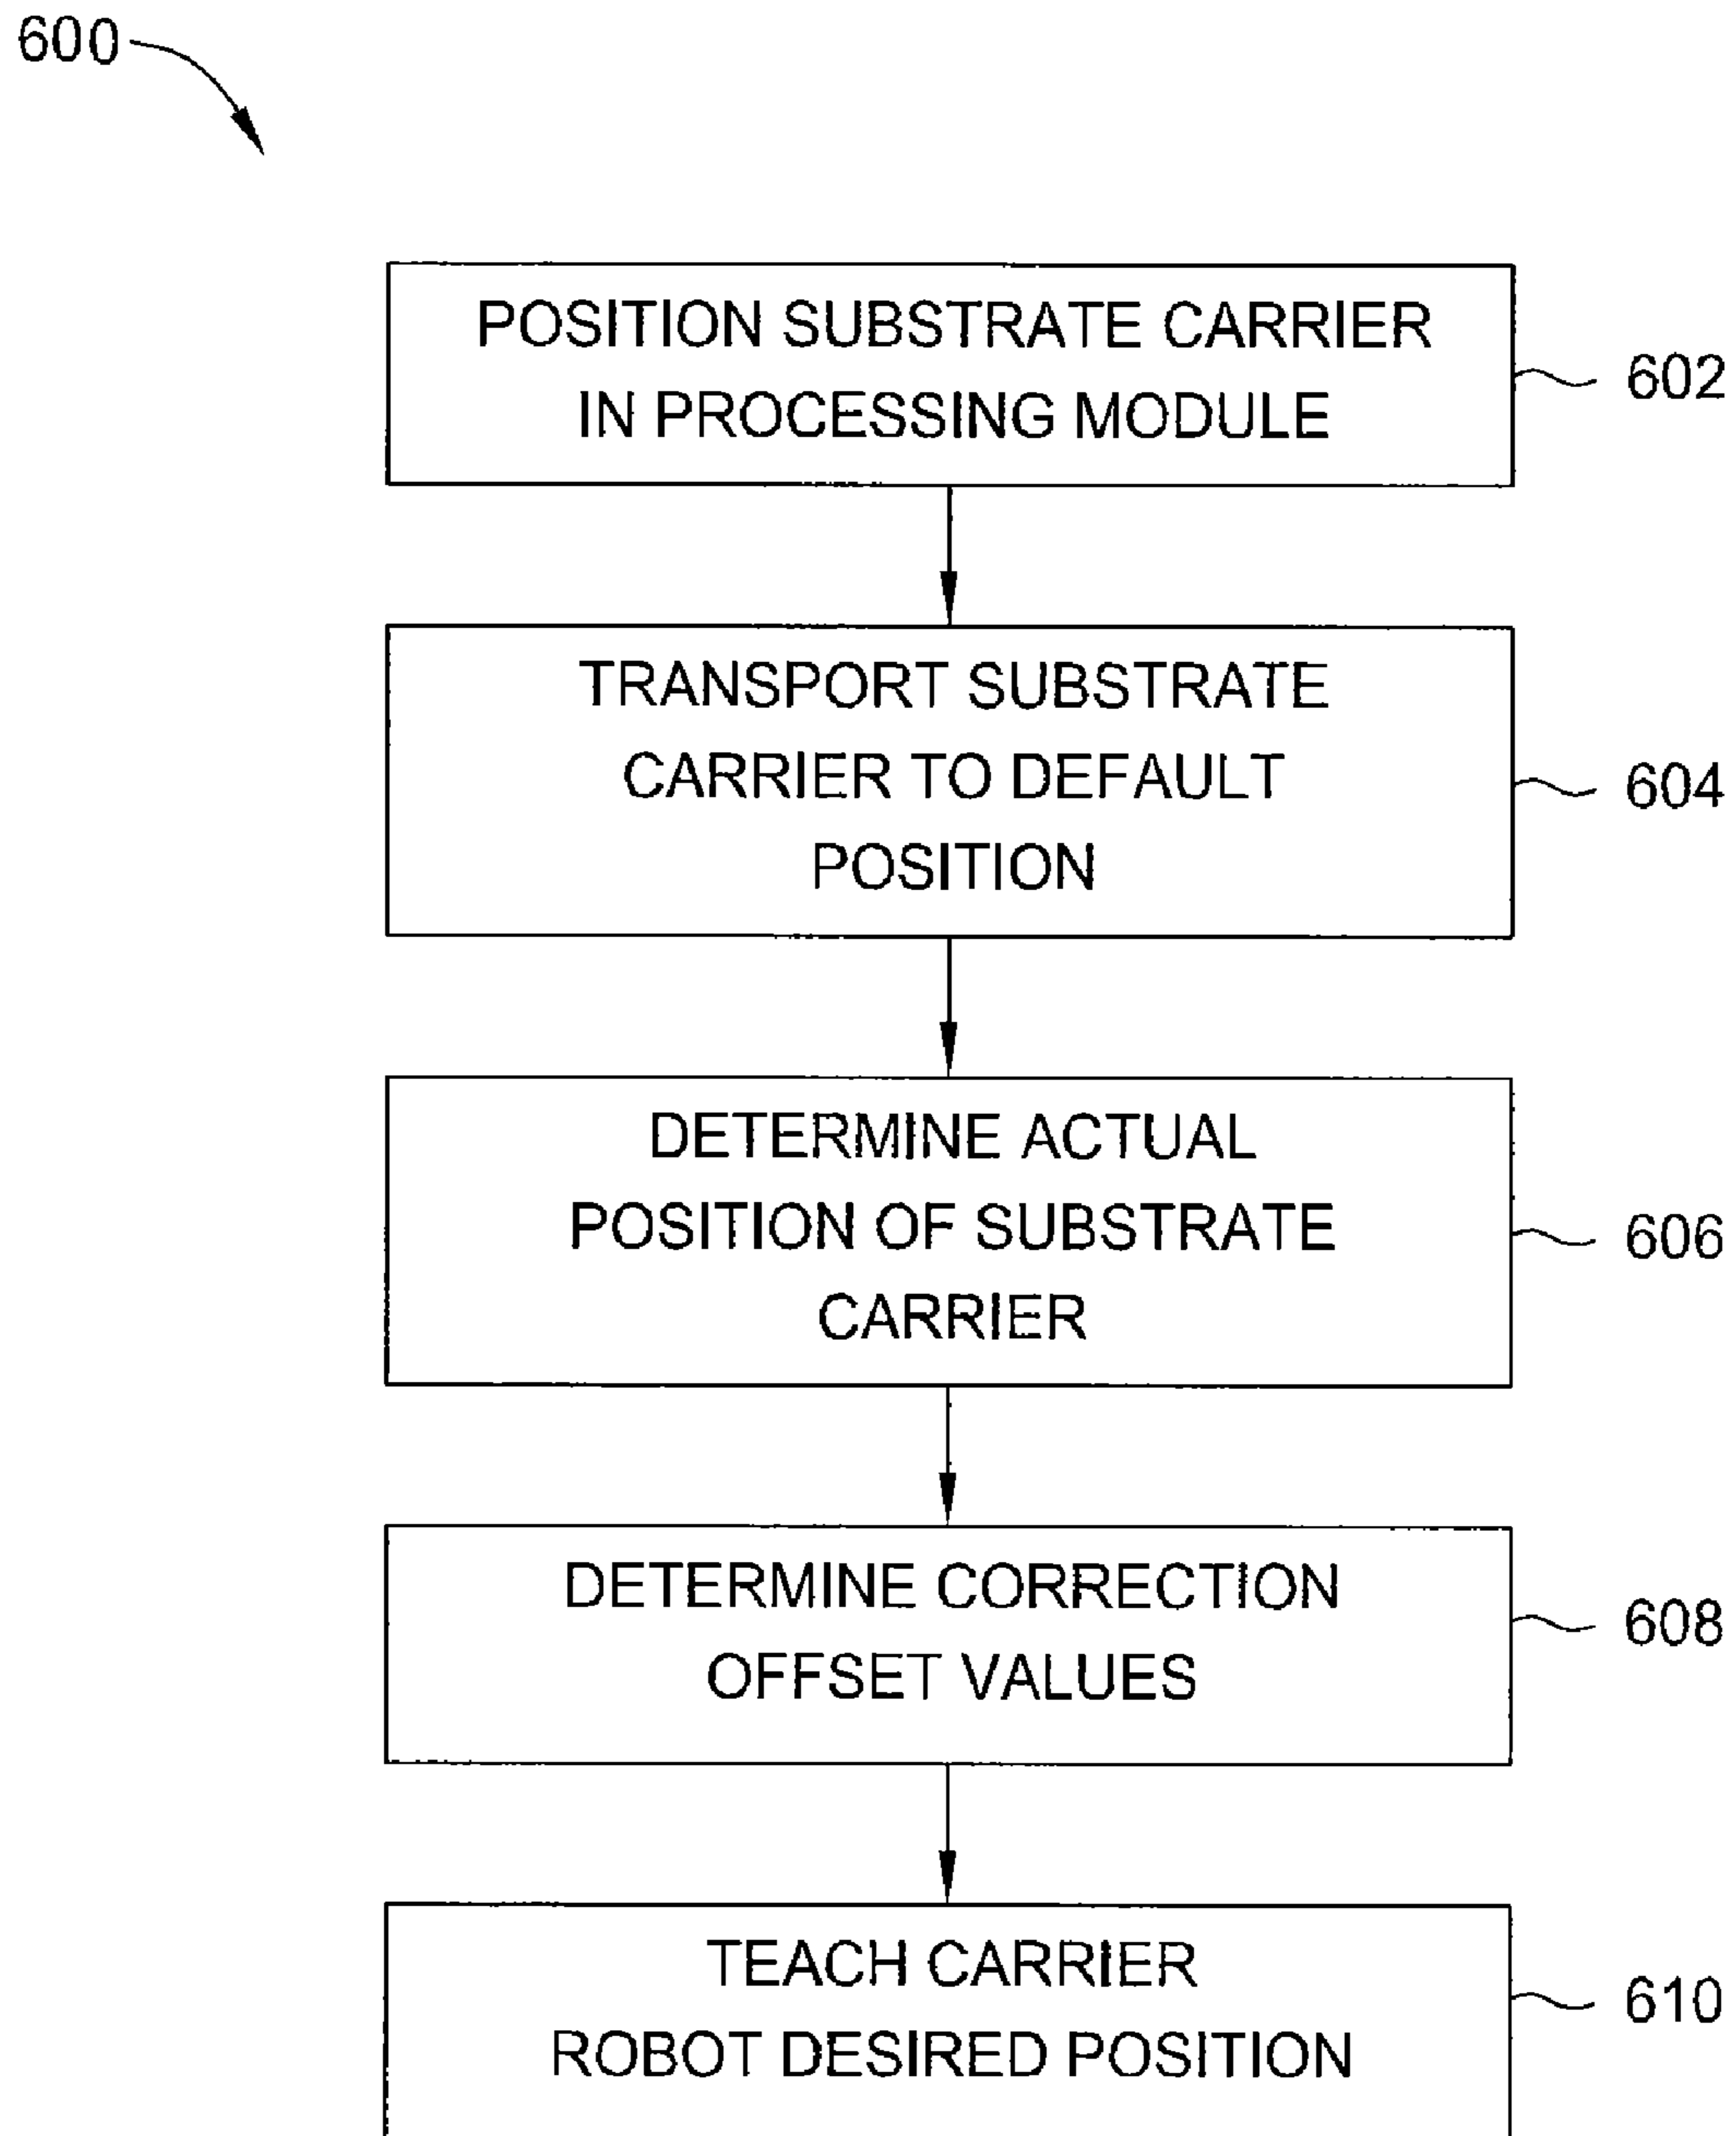 600
POSITION SUBSTRATE CARRIER
IN PROCESSING MODULE
602
TRANSPORT SUBSTRATE
CARRIER TO DEFAULT
POSITION
604
DETERMINE ACTUAL
POSITION OF SUBSTRATE
CARRIER
606
DETERMINE CORRECTION
OFFSET VALUES
608
TEACH CARRIER
ROBOT DESIRED POSITION
610